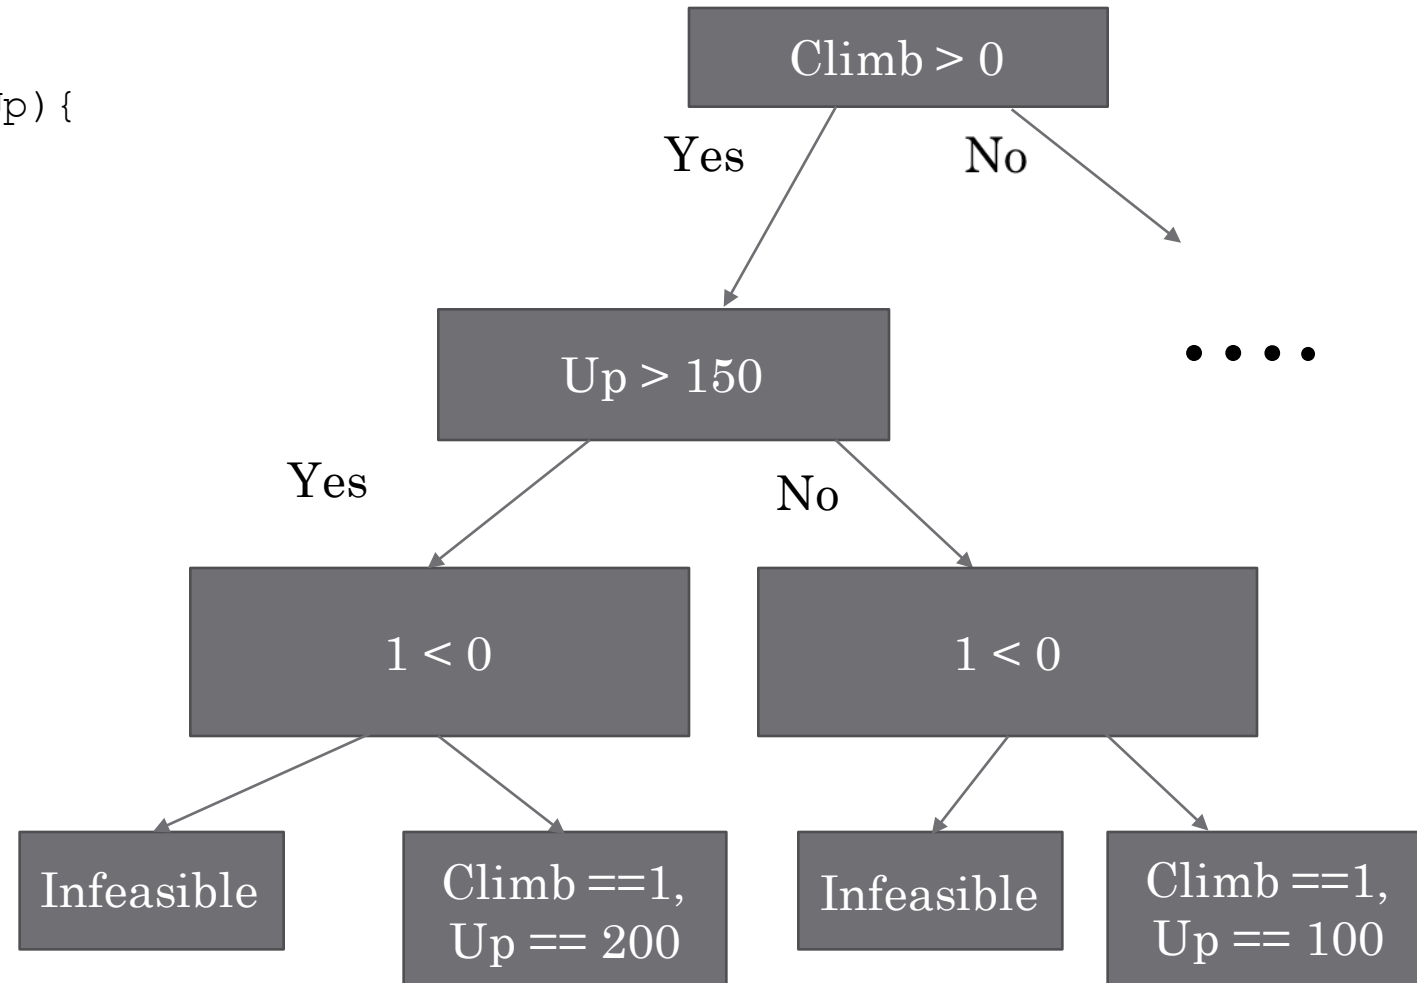 Climb > 0
p){
Yes
No
Up > 150
Yes
No
1 < 0
1 < 0
Infeasible
Climb ==1,
Up == 200
Infeasible
Climb ==1,
Up == 100